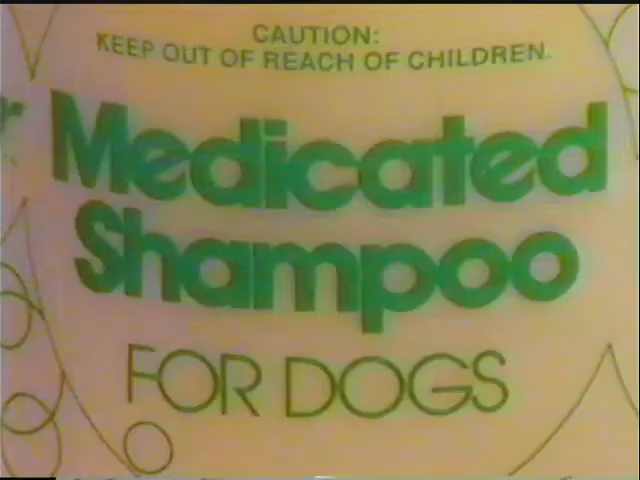 CAUTION:
KEEP OUT OF REACH OF CHILDREN.
Medicated
Shampoo
FOR DOGS